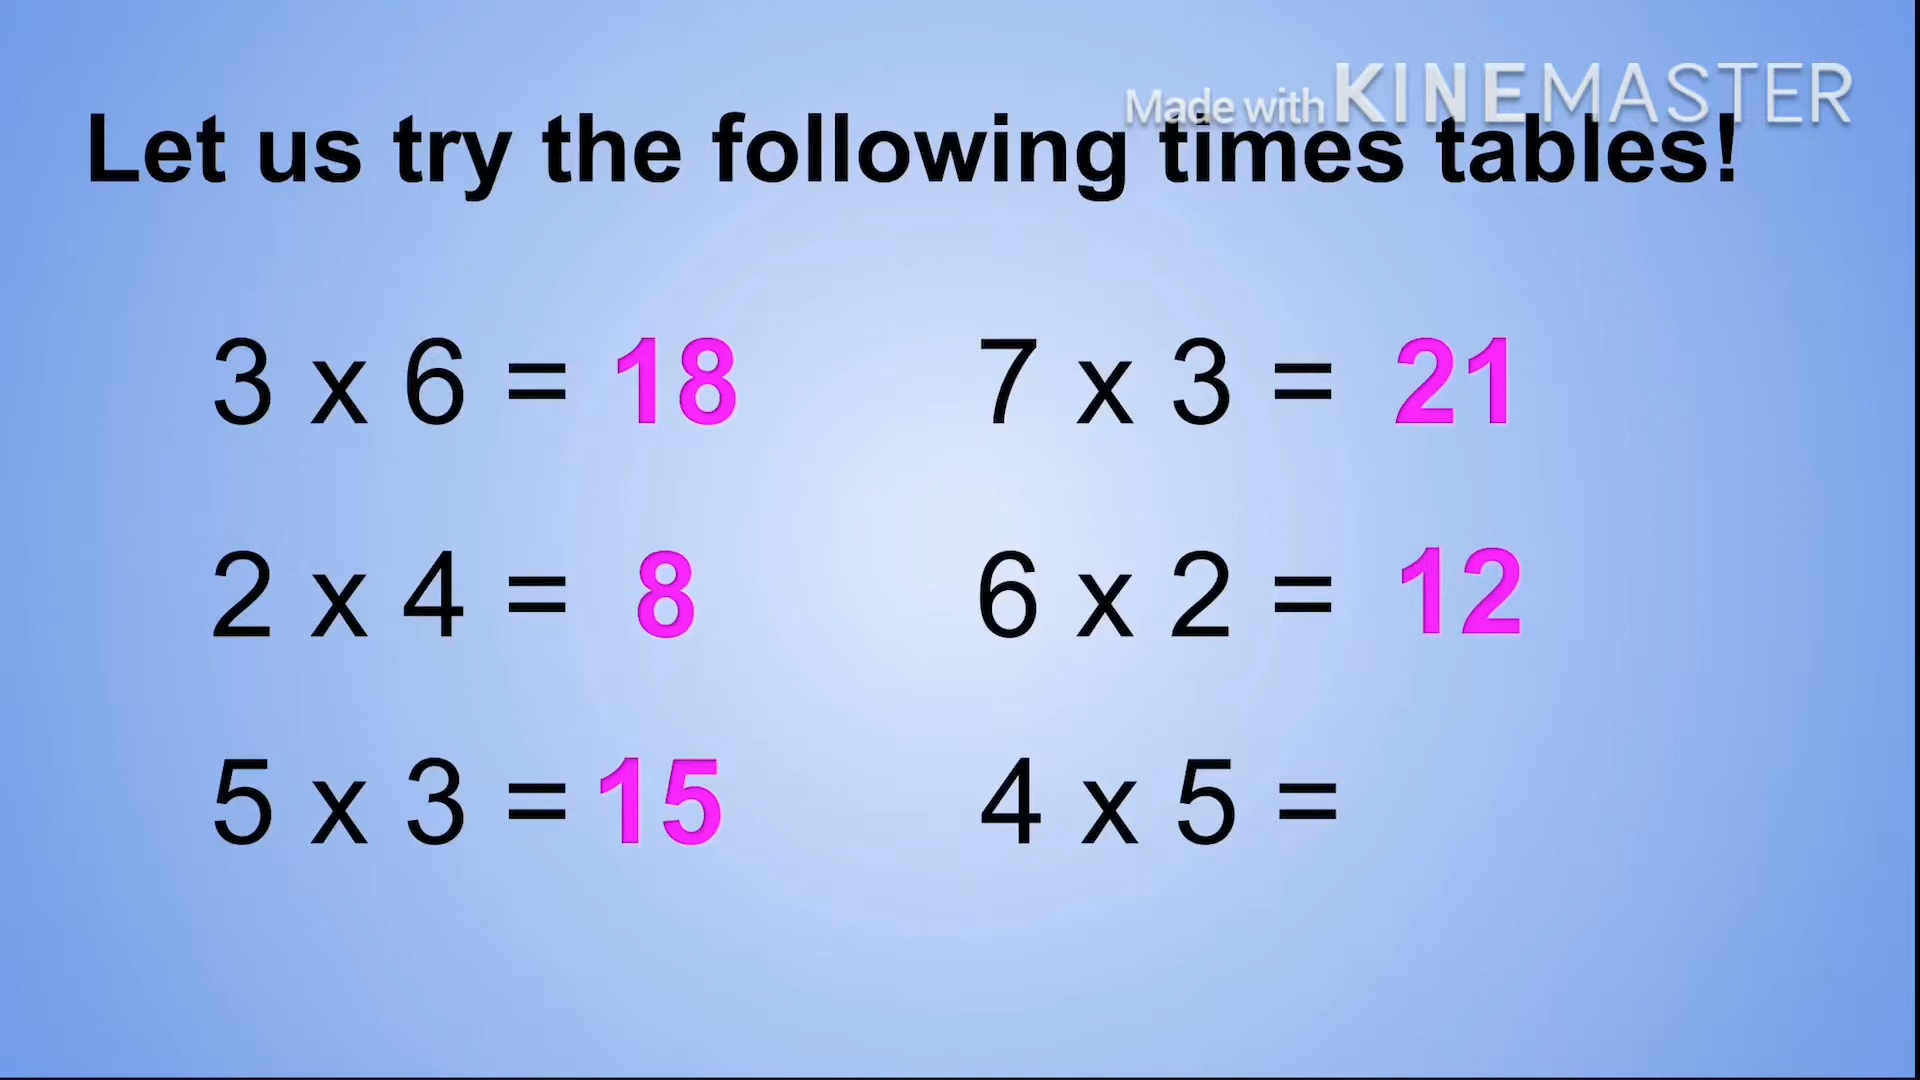 Made with KINEMASTER
Let us try the following times tables!
3 x 6 = 18
7 x 3 = 21
2 x 4 = 8
6 x 2 = 12
5 x 3 = 15
4 x 5 =